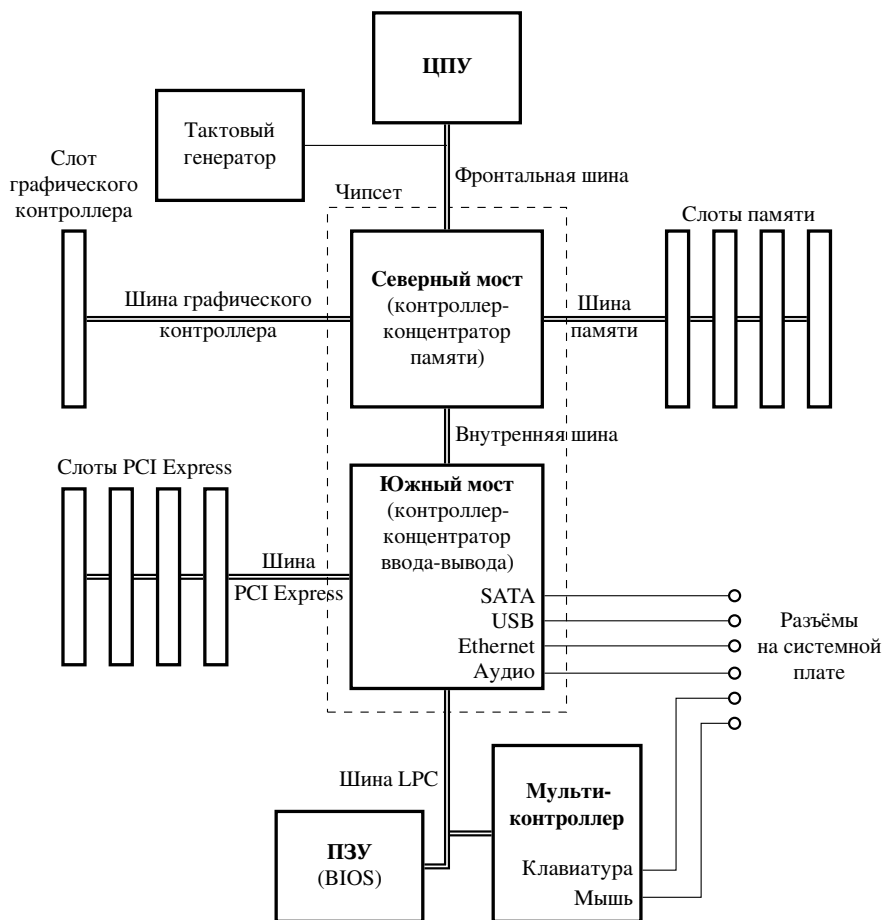 ЦПУ
Тактовый
генератор
Слот
графического
контроллера
Фронтальная шина
Чипсет
Слоты памяти
Северный мост
(контроллер-
концентратор
памяти)
Шина графического
контроллера
Шина
памяти
Внутренняя шина
Слоты PCI Express
Южный мост
(контроллер-
концентратор
ввода-вывода)
Шина
PCI Express
SATA
USB
Ethernet
Аудио
Разъёмы
на системной
плате
Шина LPC
Мульти-
контроллер
Клавиатура
Мышь
ПЗУ
(BIOS)